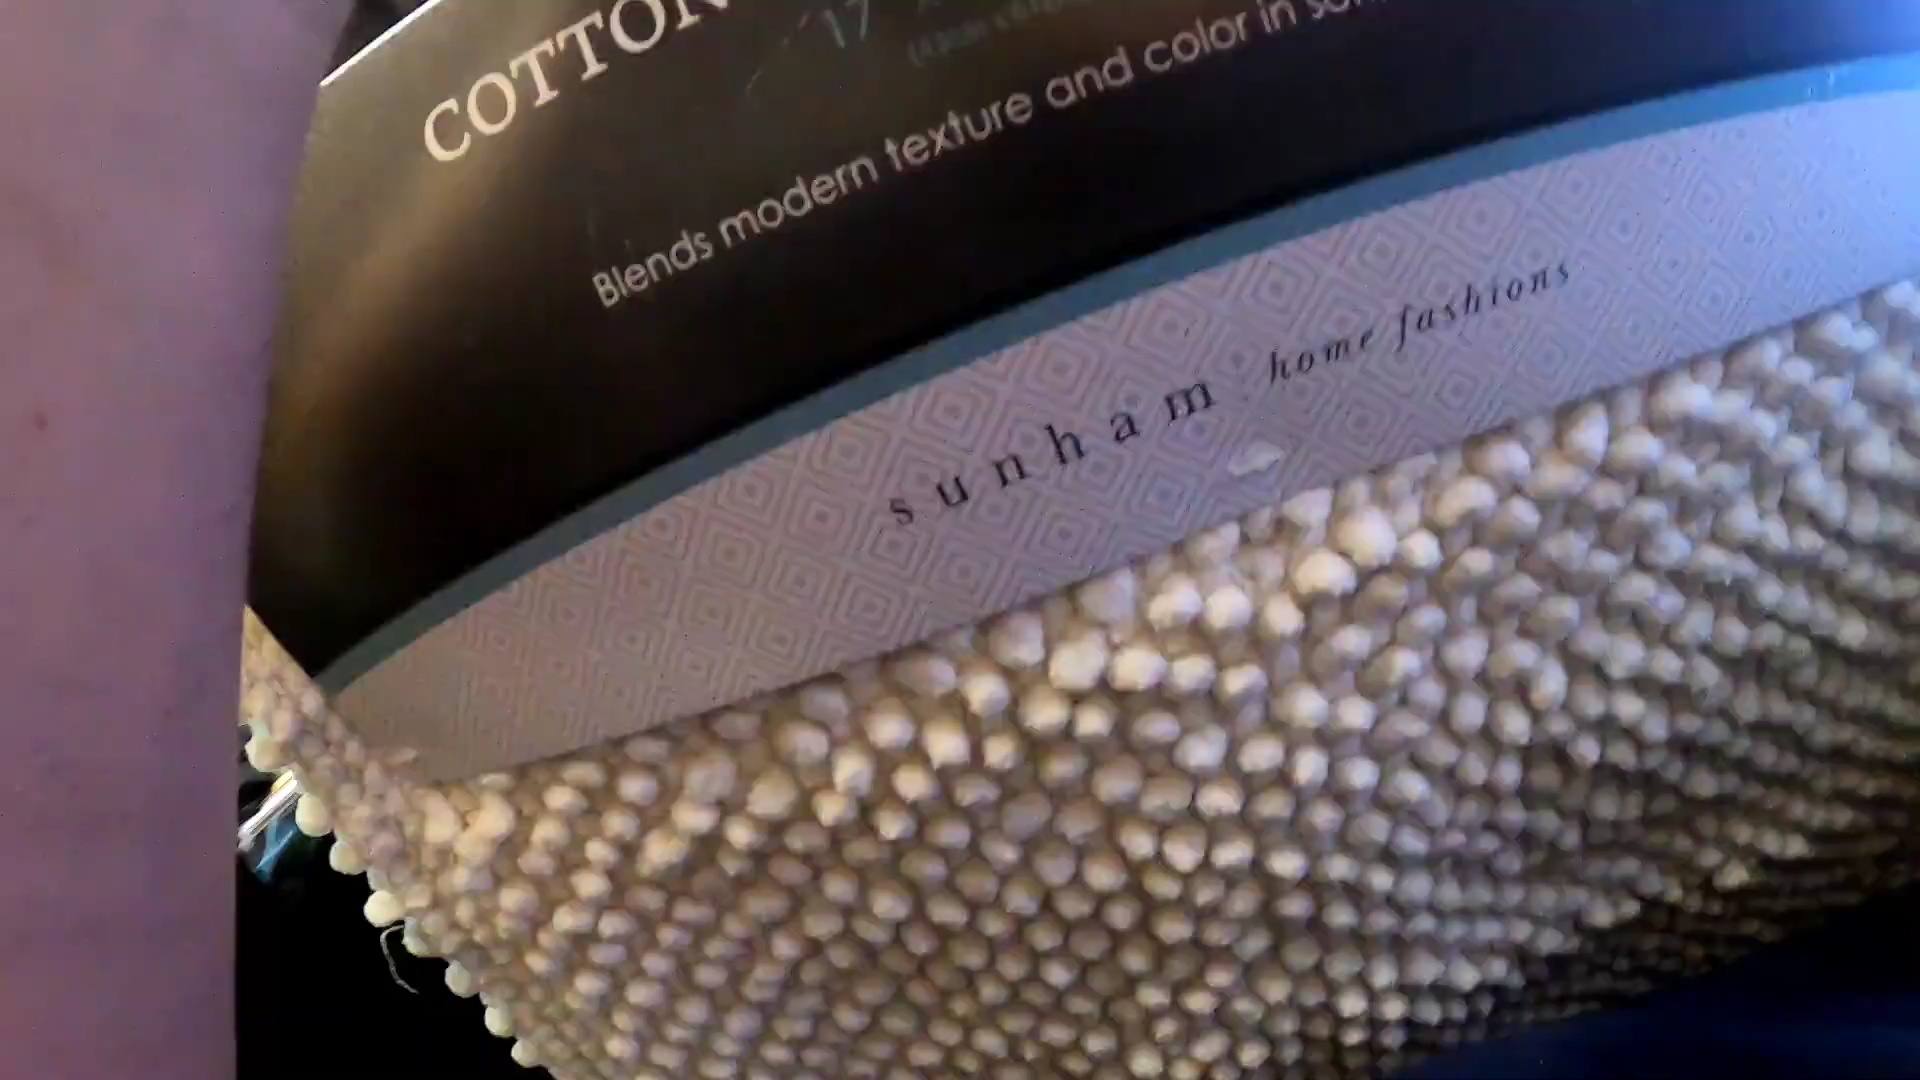 COTTON
Blends modern texture and color in
sunham home fashions